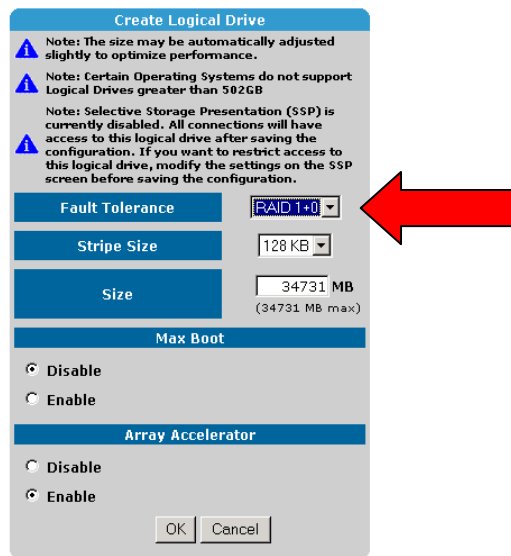 Create Logical Drive
Note: The size may be automatically adjusted
slightly to optimize performance.
Note: Certain Operating Systems do not support
Logical Drives greater than 502GB
Note: Selective Storage Presentation (SSP) is
currently disabled. All connections will have
access to this logical drive after saving the
configuration. If you want to restrict access to
this logical drive, modify the settings on the SSP
screen before saving the configuration.
Fault Tolerance RAID 1+0
Stripe Size 128 KB
Size 34731 MB
(34731 MB max)
Max Boot
Disable
Enable
Array Accelerator
Disable
Enable
OK Cancel